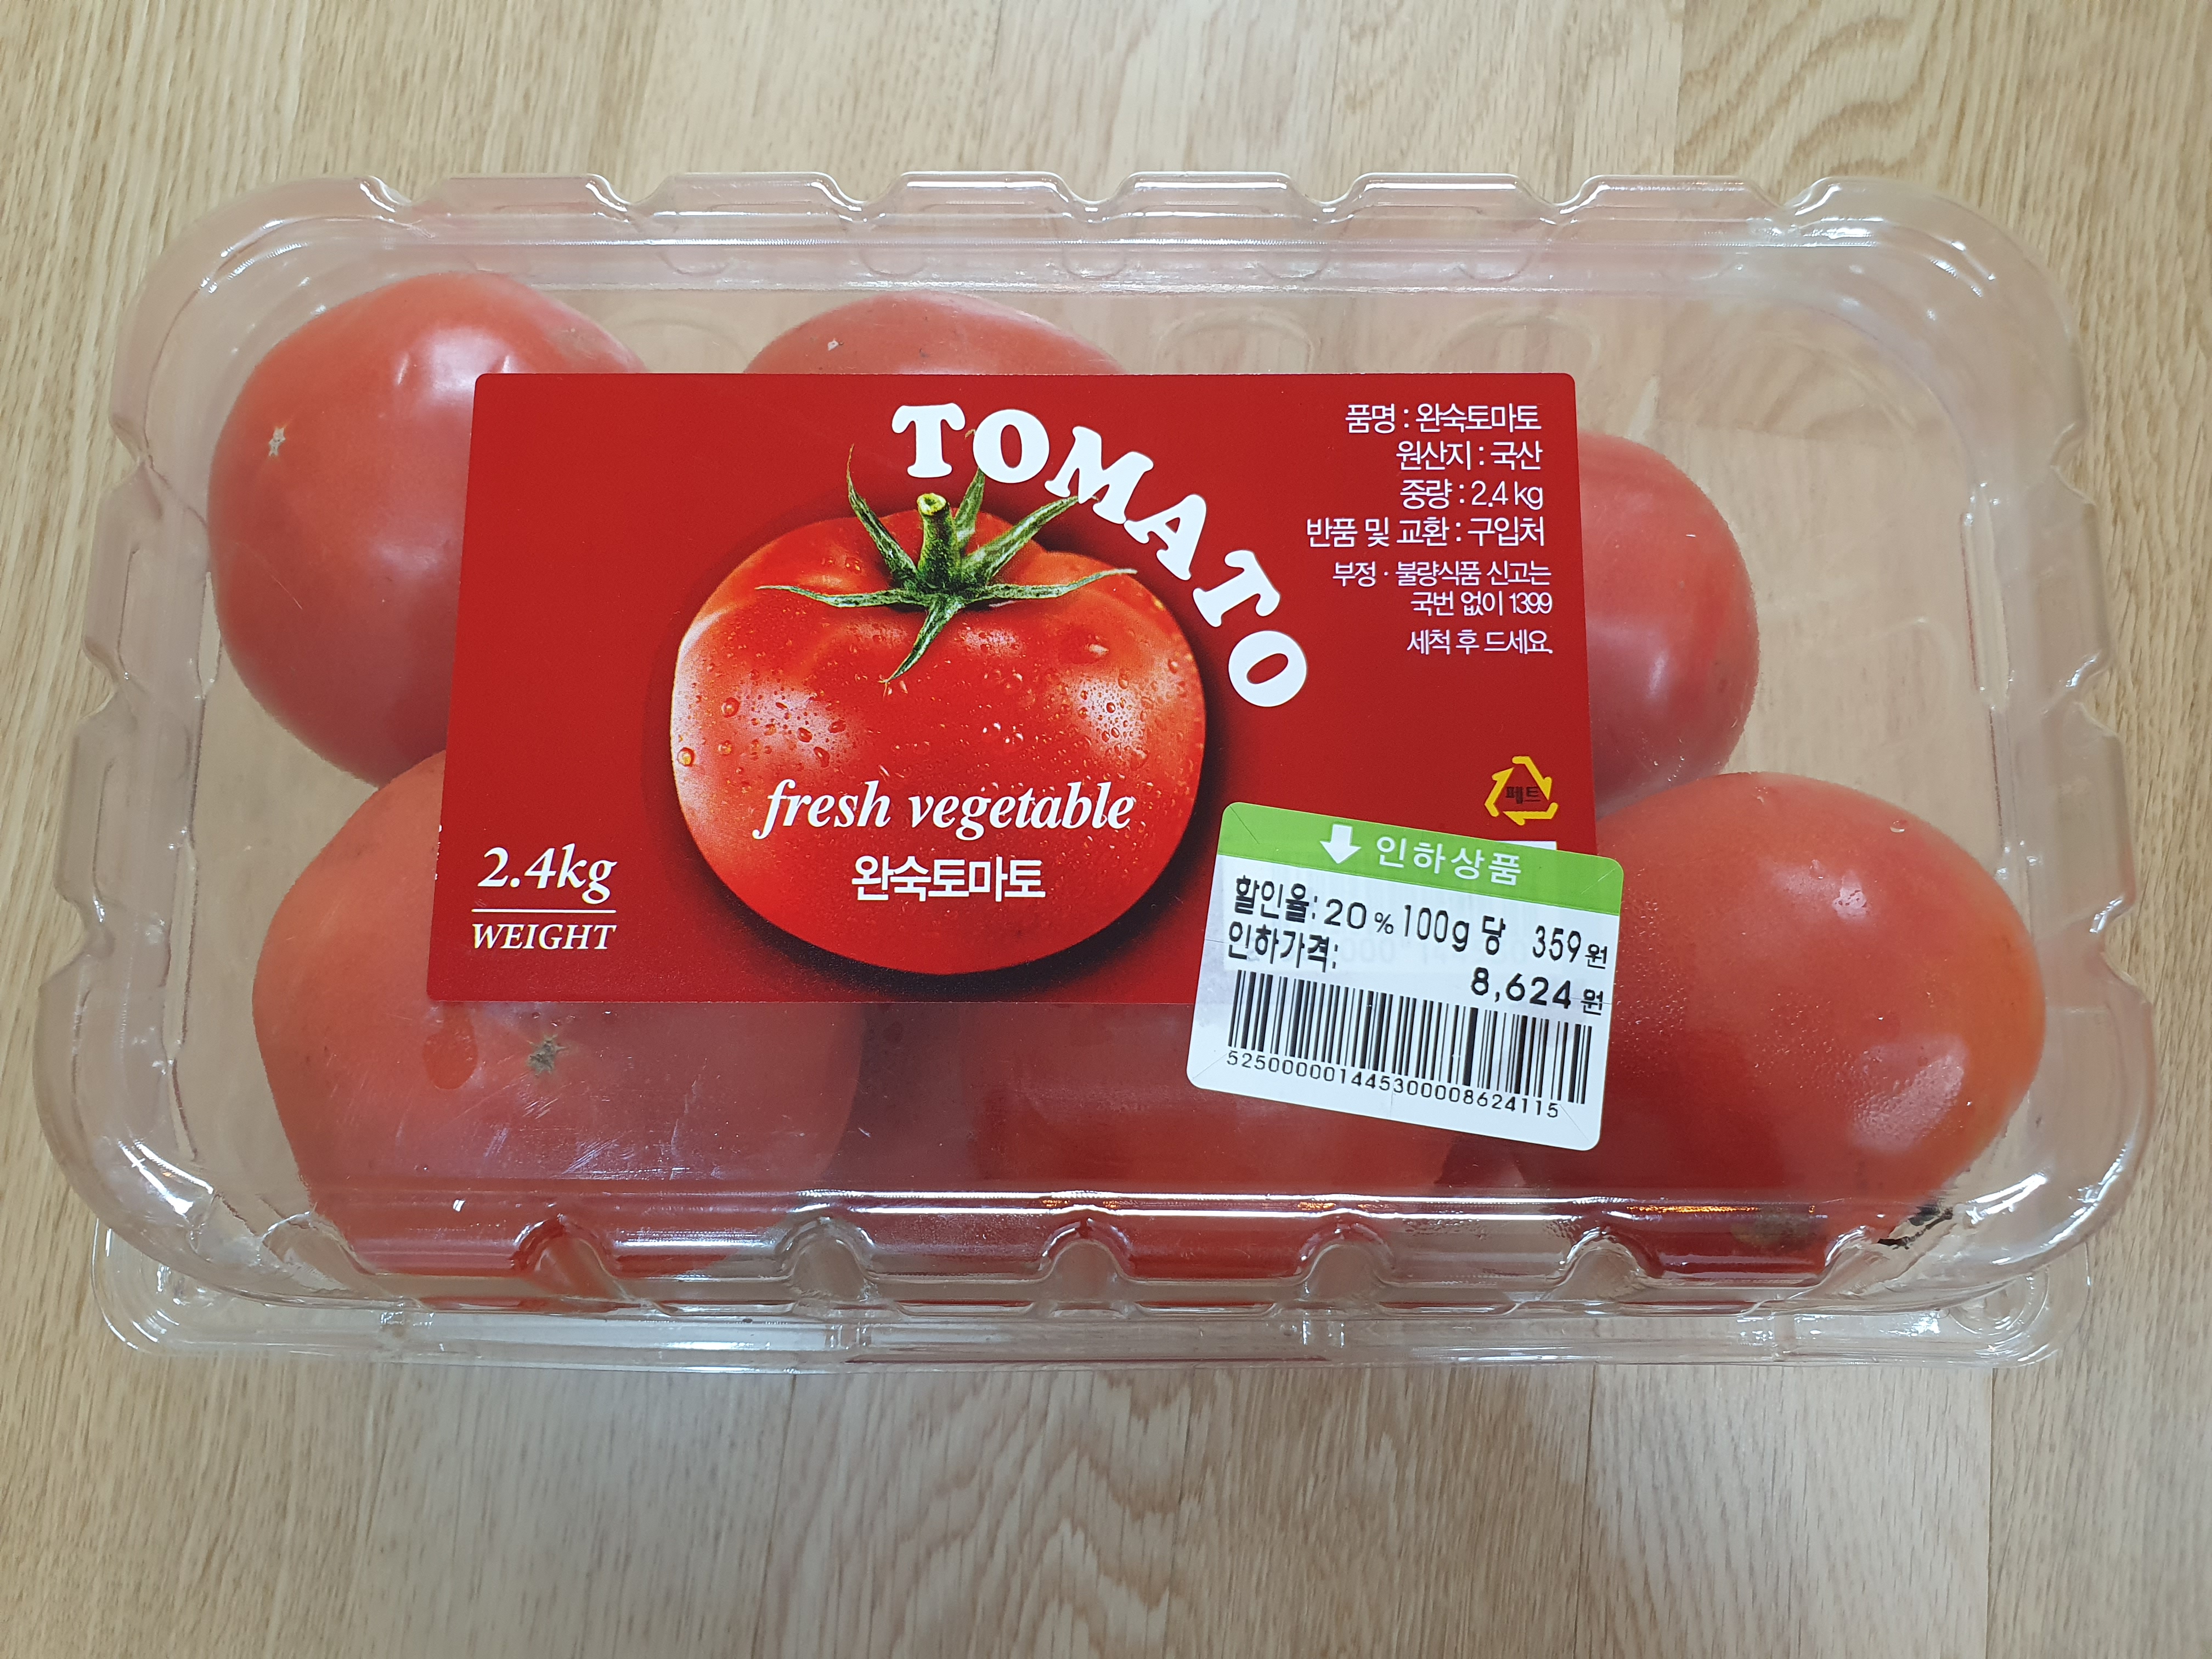 TOMATO
품명 : 완숙토마토
원산지 : 국산
중량 : 2.4 kg
반품 및 교환 : 구입처
부정 · 불량식품 신고는
국번 없이 1399
세척 후 드세요.
페트
fresh vegetable
완숙토마토
2.4kg
WEIGHT
인하상품
할인율: 20 % 100g 당 359 원
인하가격:
8,624 원
525000001445300008624115